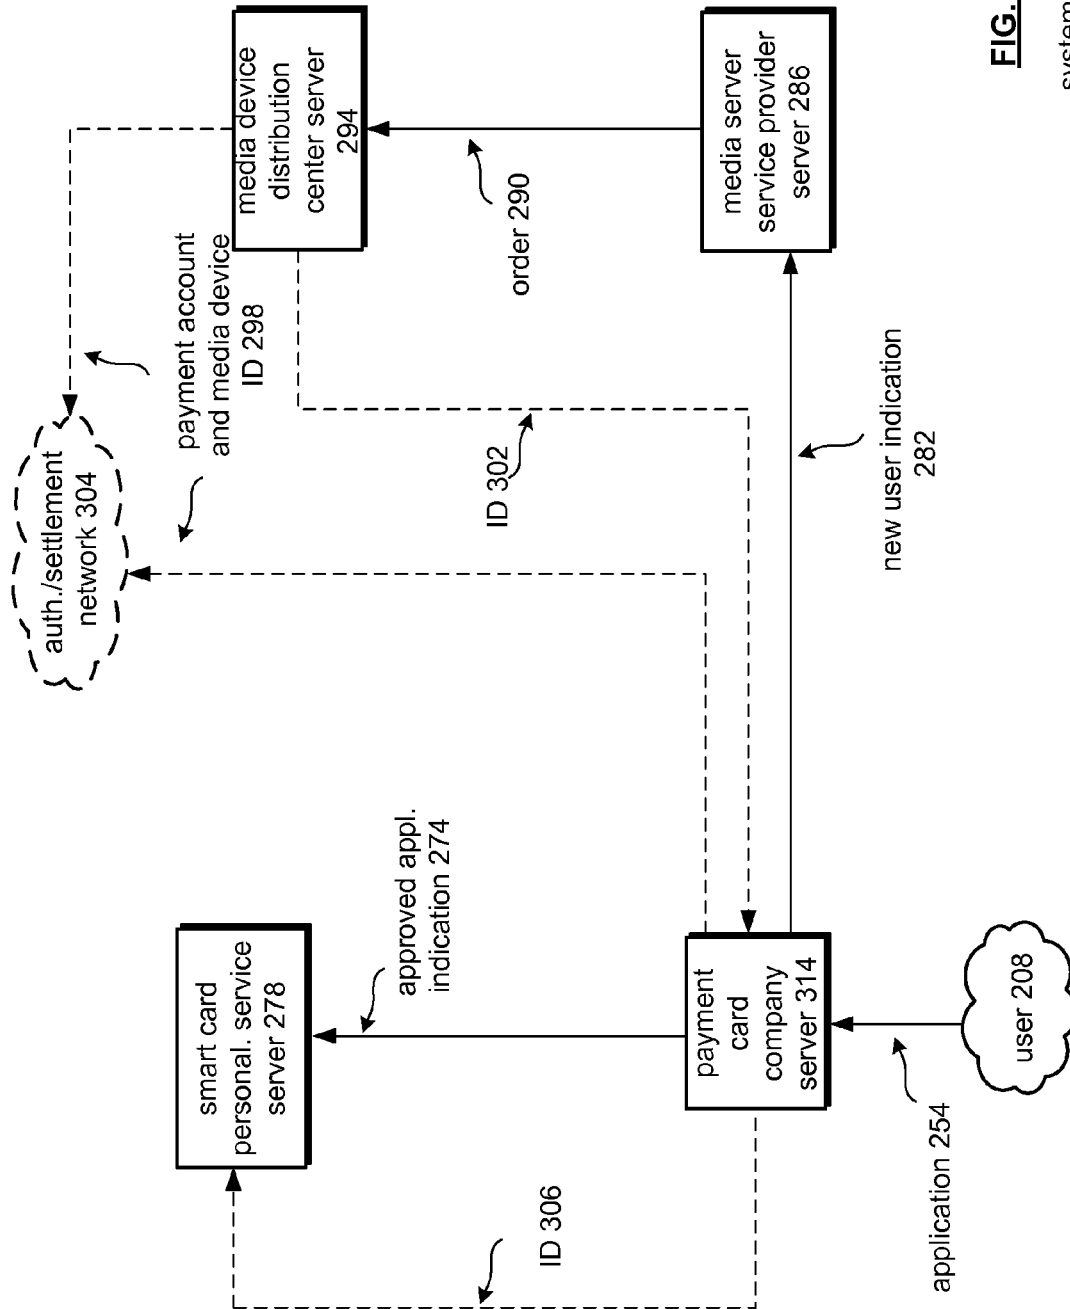 auth./settlement
network 304
smart card
personal. service
server 278
payment account
and media device
ID 298
media device
distribution
center server
294
approved appl.
indication 274
ID 306
ID 302
order 290
payment
card
company
server 314
media server
service provider
server 286
new user indication
282
application 254
user 208
FIG.
system